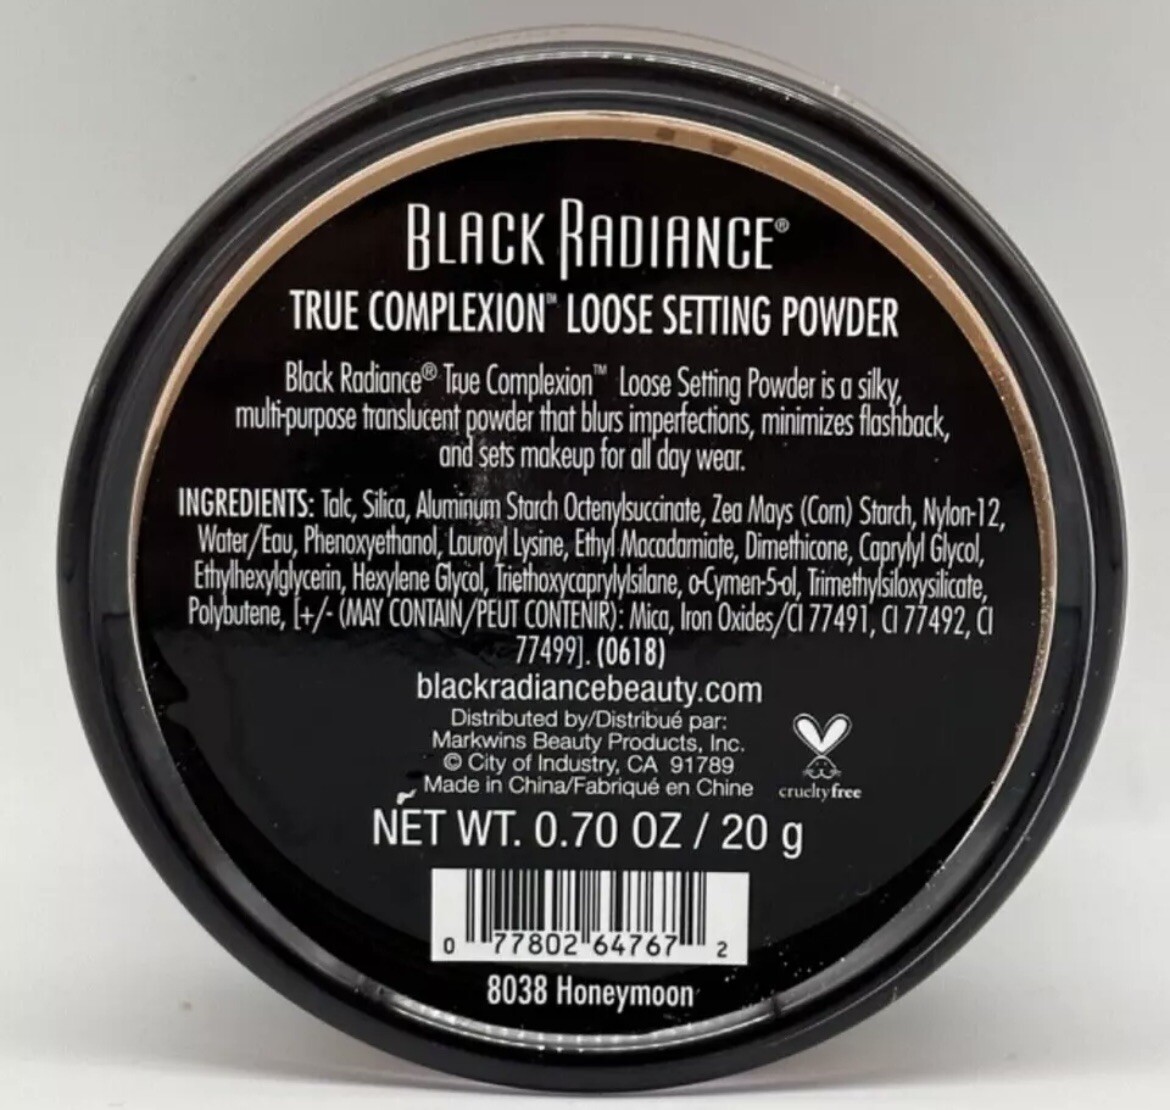 BLACK RADIANCE®
TRUE COMPLEXION™ LOOSE SETTING POWDER
Black Radiance® True Complexion™ Loose Setting Powder is a silky,
multi-purpose translucent powder that blurs imperfections, minimizes flashback,
and sets makeup for all day wear.
INGREDIENTS: Talc, Silica, Aluminum Starch Octenylsuccinate, Zea Mays (Corn) Starch, Nylon-12,
Water/Eau, Phenoxyethanol, Lauroyl Lysine, Ethyl Macadamiate, Dimethicone, Caprylyl Glycol,
Ethylhexylglycerin, Hexylene Glycol, Triethoxycaprylylsilane, o-Cymen-5-ol, Trimethylsiloxysilicate,
Polybutene, [+/- (MAY CONTAIN/PEUT CONTENIR): Mica, Iron Oxides/CI 77491, CI 77492, CI
77499]. (0618)
blackradiancebeauty.com
Distributed by/Distribué par:
Markwins Beauty Products, Inc.
© City of Industry, CA 91789
Made in China/Fabriqué en Chine
crueltyfree
NET WT. 0.70 OZ / 20 g
0 77802 64767 2
8038 Honeymoon